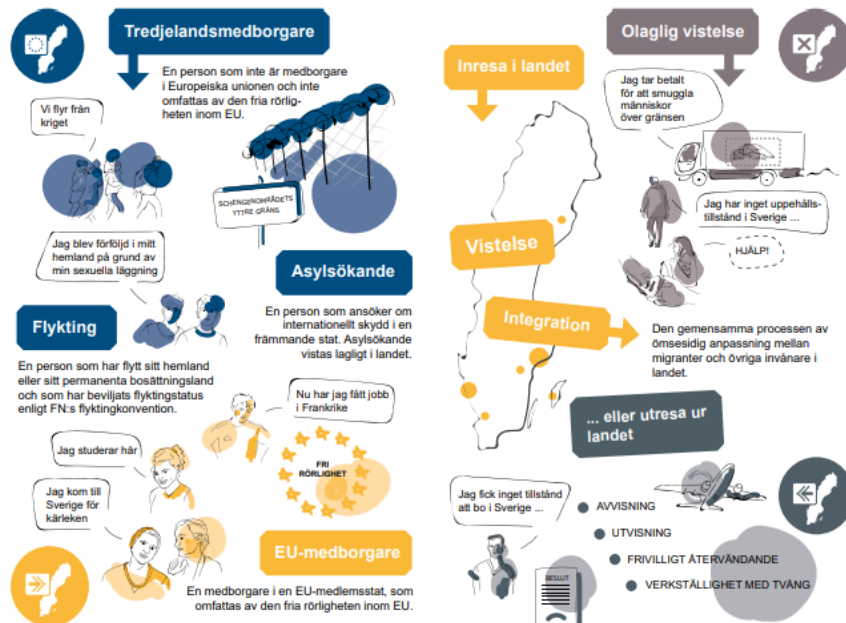 Tredjelandsmedborgare
En person som inte är medborgare
i Europeiska unionen och inte
omfattas av den fria rörlig-
heten inom EU.
Vi flyr från
kriget
SCHENGENOMRÅDETS
YTTRE GRÄNS
Jag blev förföljd i mitt
hemland på grund av
min sexuella läggning
Asylsökande
En person som ansöker om
internationellt skydd i en
främmande stat. Asylsökande
vistas lagligt i landet.
Flykting
En person som har flytt sitt hemland
eller sitt permanenta bosättningsland
och som har beviljats flyktingstatus
enligt FN:s flyktingkonvention.
Nu har jag fått jobb
i Frankrike
Jag studerar här
FRI
RÖRLIGHET
Jag kom till
Sverige för
kärleken
EU-medborgare
En medborgare i en EU-medlemsstat, som
omfattas av den fria rörligheten inom EU.
Inresa i landet
Olaglig vistelse
Jag tar betalt
för att smuggla
människor
över gränsen
Jag har inget uppehålls-
tillstånd i Sverige ...
HJÄLP!
Vistelse
Integration
Den gemensamma processen av
ömsesidig anpassning mellan
migranter och övriga invånare i
landet.
... eller utresa ur
landet
Jag fick inget tillstånd
att bo i Sverige ...
AVVISNING
UTVISNING
FRIVILLIGT ÅTERVÄNDANDE
VERKSTÄLLIGHET MED TVÅNG
BESLUT